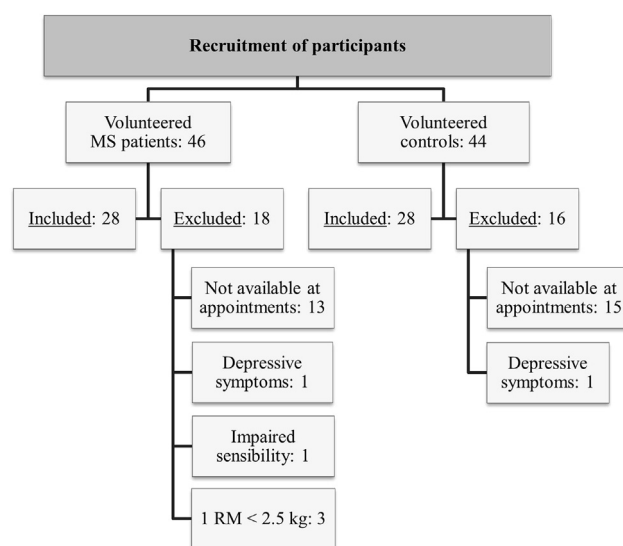 Recruitment of participants
Volunteered
MS patients: 46
Volunteered
controls: 44
Included: 28
Excluded: 18
Included: 28
Excluded: 16
Not available at
appointments: 13
Depressive
symptoms: 1
Impaired
sensibility: 1
1 RM < 2.5 kg: 3
Not available at
appointments: 15
Depressive
symptoms: 1